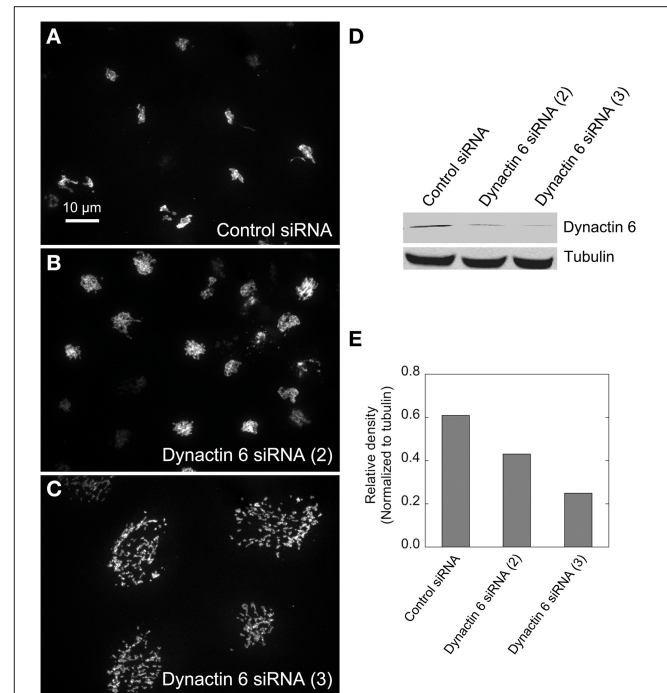 A
10 µm
Control siRNA
B
Dynactin 6 siRNA (2)
C
Dynactin 6 siRNA (3)
D
Control siRNA
Dynactin 6 siRNA (2)
Dynactin 6 siRNA (3)
Dynactin 6
Tubulin
E
Relative density
(Normalized to tubulin)
0.8
0.6
0.4
0.2
0.0
Control siRNA
Dynactin 6 siRNA (2)
Dynactin 6 siRNA (3)